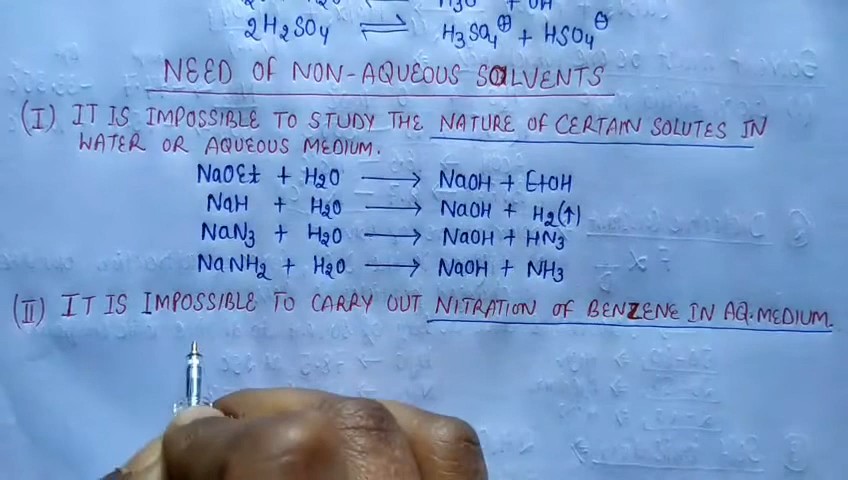 2H₂SO₄ ⇌ H₃SO₄⊕ + HSO₄⊖
NEED OF NON-AQUEOUS SOLVENTS
(I) IT IS IMPOSSIBLE TO STUDY THE NATURE OF CERTAIN SOLUTES IN
WATER OR AQUEOUS MEDIUM.
NaOEt + H₂O ⟶ NaOH + EtOH
NaH + H₂O ⟶ NaOH + H₂(↑)
NaN₃ + H₂O ⟶ NaOH + HN₃
NaNH₂ + H₂O ⟶ NaOH + NH₃
(II) IT IS IMPOSSIBLE TO CARRY OUT NITRATION OF BENZENE IN AQ. MEDIUM.